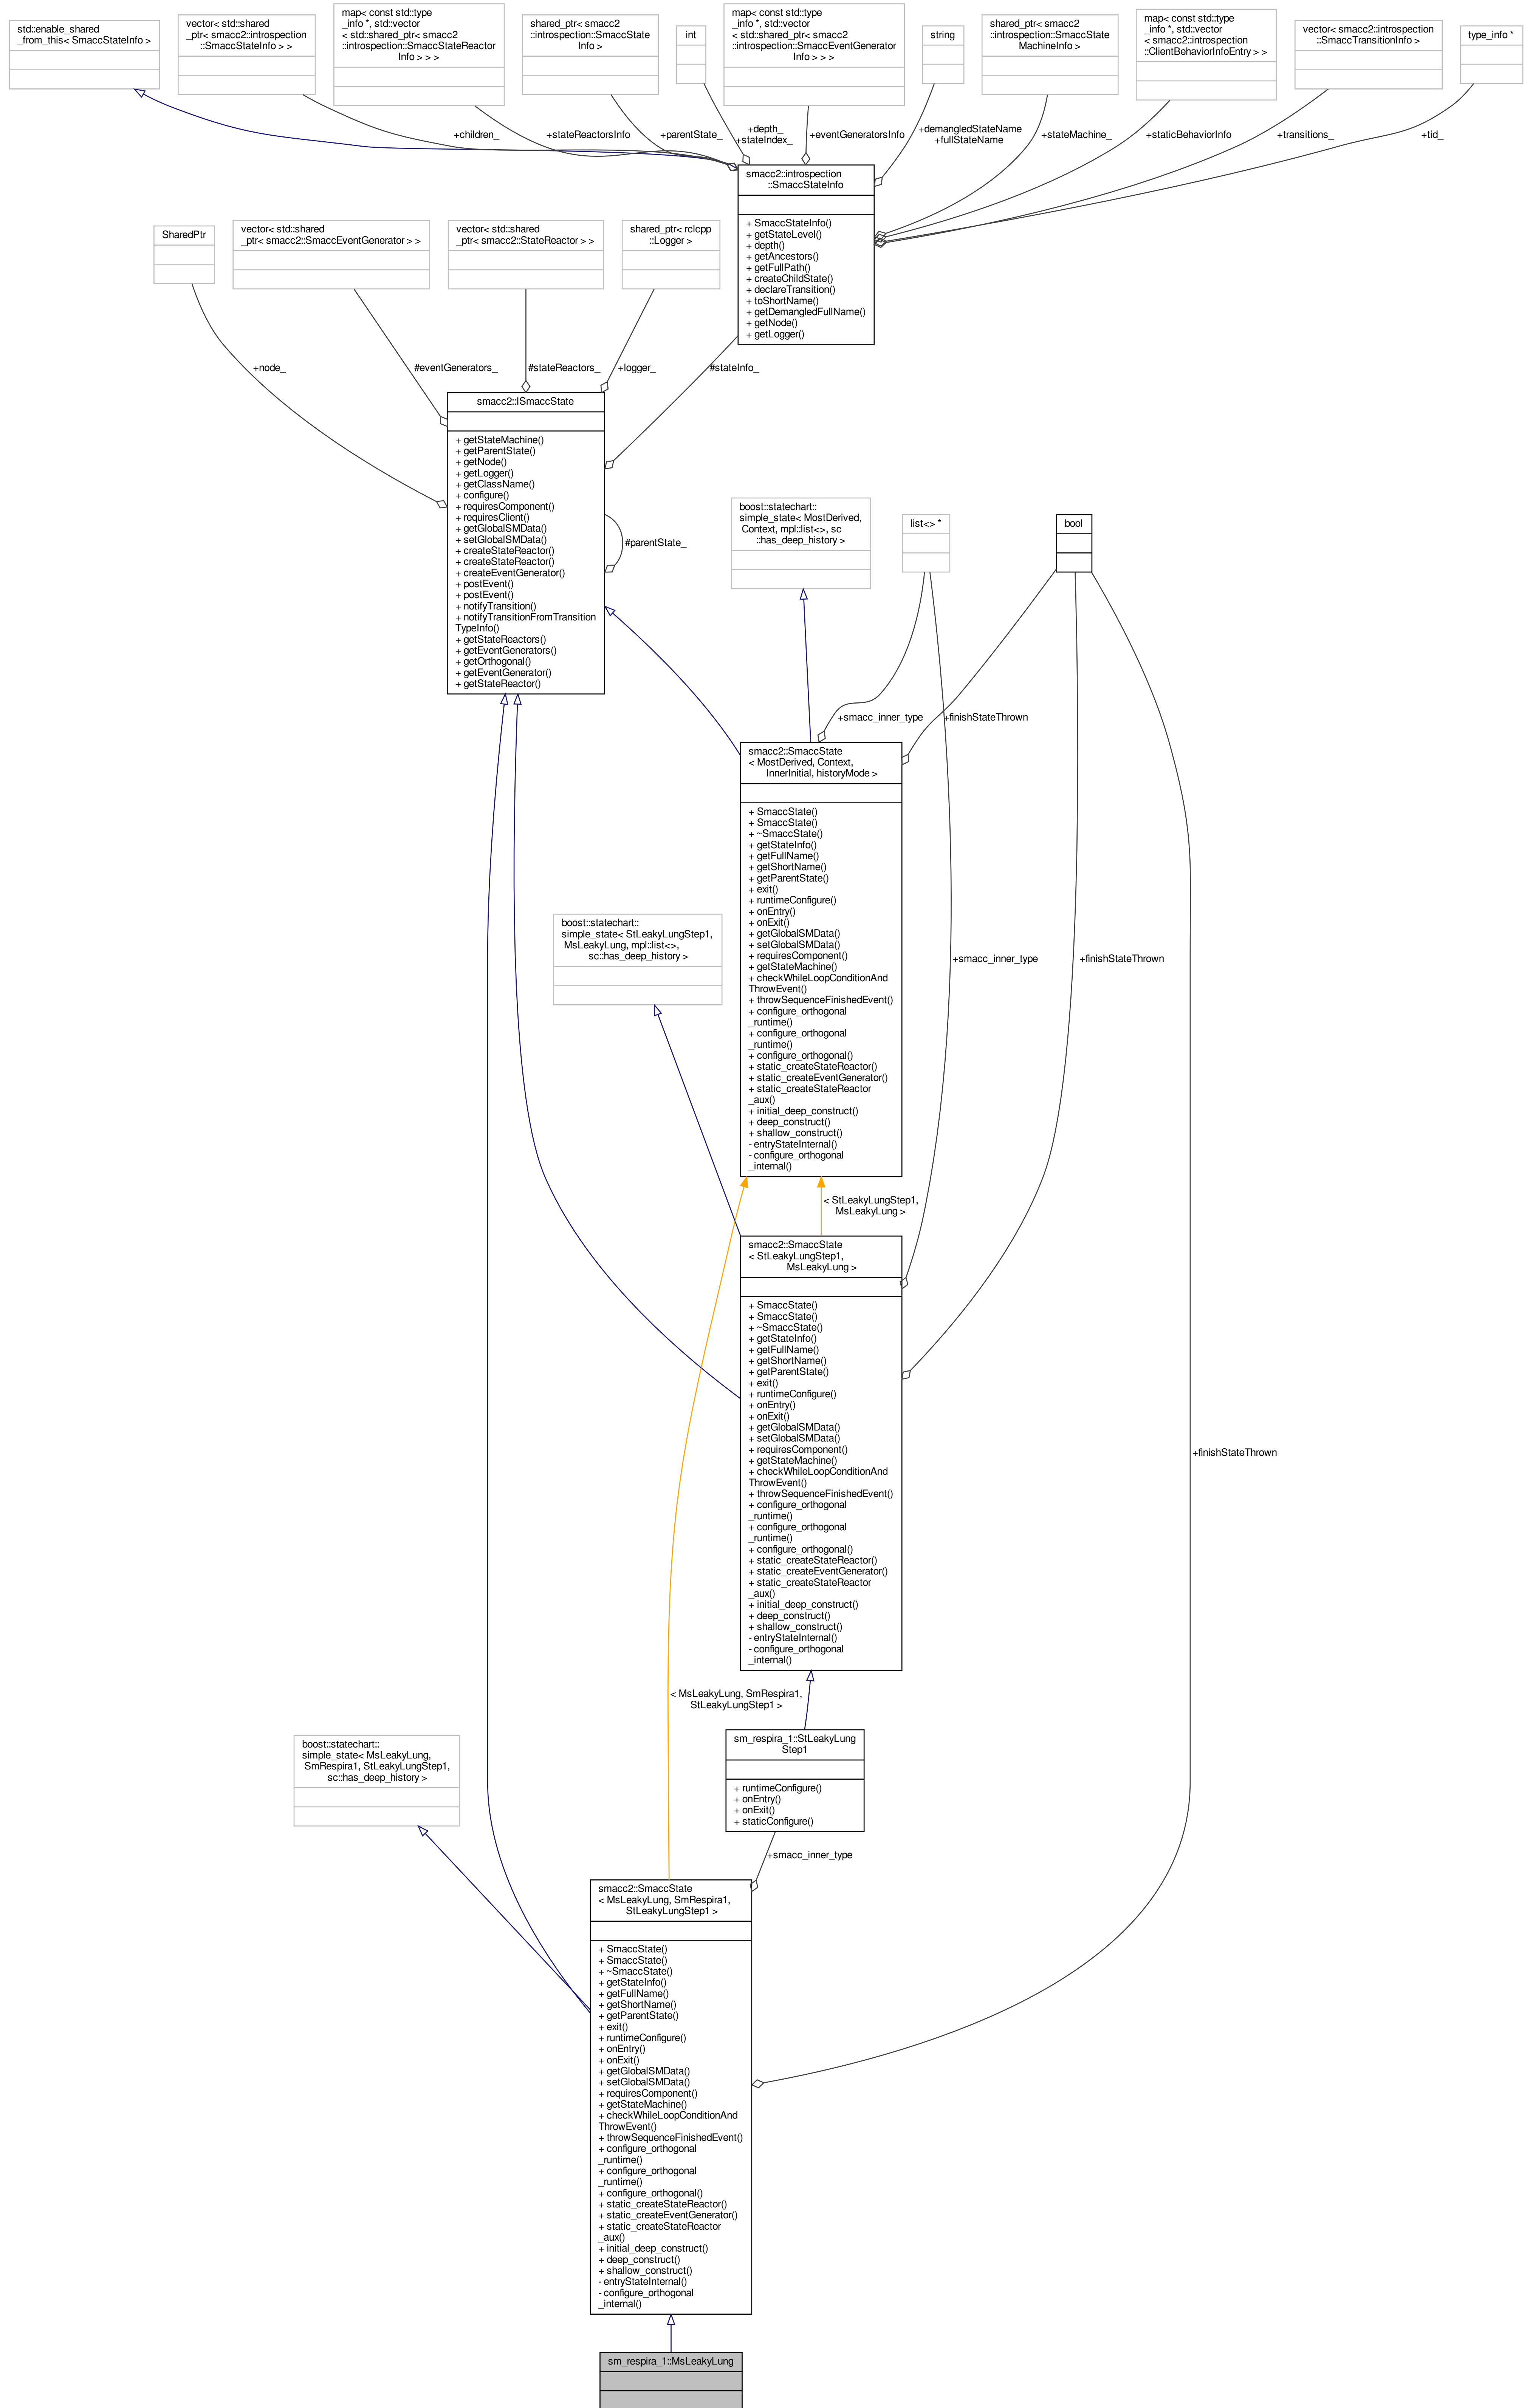 std::enable_shared
_from_this< SmaccStateInfo >
vector< std::shared
_ptr< smacc2::introspection
::SmaccStateInfo > >
map< const std::type
_info *, std::vector
< std::shared_ptr< smacc2
::introspection::SmaccStateReactor
Info > > >
shared_ptr< smacc2
::introspection::SmaccState
Info >
int
map< const std::type
_info *, std::vector
< std::shared_ptr< smacc2
::introspection::SmaccEventGenerator
Info > > >
string
shared_ptr< smacc2
::introspection::SmaccState
MachineInfo >
map< const std::type
_info *, std::vector
< smacc2::introspection
::ClientBehaviorInfoEntry > >
vector< smacc2::introspection
::SmaccTransitionInfo >
type_info *
+children_
+stateReactorsInfo
+parentState_
+depth_
+stateIndex_
+eventGeneratorsInfo
+demangledStateName
+fullStateName
+stateMachine_
+staticBehaviorInfo
+transitions_
+tid_
smacc2::introspection
::SmaccStateInfo
+ SmaccStateInfo()
+ getStateLevel()
+ depth()
+ getAncestors()
+ getFullPath()
+ createChildState()
+ declareTransition()
+ toShortName()
+ getDemangledFullName()
+ getNode()
+ getLogger()
SharedPtr
vector< std::shared
_ptr< smacc2::SmaccEventGenerator > >
vector< std::shared
_ptr< smacc2::StateReactor > >
shared_ptr< rclcpp
::Logger >
+node_
#eventGenerators_
#stateReactors_
+logger_
#stateInfo_
smacc2::ISmaccState
+ getStateMachine()
+ getParentState()
+ getNode()
+ getLogger()
+ getClassName()
+ configure()
+ requiresComponent()
+ requiresClient()
+ getGlobalSMData()
+ setGlobalSMData()
+ createStateReactor()
+ createStateReactor()
+ createEventGenerator()
+ postEvent()
+ postEvent()
+ notifyTransition()
+ notifyTransitionFromTransition
TypeInfo()
+ getStateReactors()
+ getEventGenerators()
+ getOrthogonal()
+ getEventGenerator()
+ getStateReactor()
#parentState_
boost::statechart::
simple_state< MostDerived,
Context, mpl::list<>, sc
::has_deep_history >
list<> *
bool
+smacc_inner_type
+finishStateThrown
smacc2::SmaccState
< MostDerived, Context,
InnerInitial, historyMode >
+ SmaccState()
+ SmaccState()
+ ~SmaccState()
+ getStateInfo()
+ getFullName()
+ getShortName()
+ getParentState()
+ exit()
+ runtimeConfigure()
+ onEntry()
+ onExit()
+ getGlobalSMData()
+ setGlobalSMData()
+ requiresComponent()
+ getStateMachine()
+ checkWhileLoopConditionAnd
ThrowEvent()
+ throwSequenceFinishedEvent()
+ configure_orthogonal
_runtime()
+ configure_orthogonal
_runtime()
+ configure_orthogonal()
+ static_createStateReactor()
+ static_createEventGenerator()
+ static_createStateReactor
_aux()
+ initial_deep_construct()
+ deep_construct()
+ shallow_construct()
- entryStateInternal()
- configure_orthogonal
_internal()
boost::statechart::
simple_state< StLeakyLungStep1,
MsLeakyLung, mpl::list<>,
sc::has_deep_history >
+smacc_inner_type
+finishStateThrown
< StLeakyLungStep1,
MsLeakyLung >
smacc2::SmaccState
< StLeakyLungStep1,
MsLeakyLung >
+ SmaccState()
+ SmaccState()
+ ~SmaccState()
+ getStateInfo()
+ getFullName()
+ getShortName()
+ getParentState()
+ exit()
+ runtimeConfigure()
+ onEntry()
+ onExit()
+ getGlobalSMData()
+ setGlobalSMData()
+ requiresComponent()
+ getStateMachine()
+ checkWhileLoopConditionAnd
ThrowEvent()
+ throwSequenceFinishedEvent()
+ configure_orthogonal
_runtime()
+ configure_orthogonal
_runtime()
+ configure_orthogonal()
+ static_createStateReactor()
+ static_createEventGenerator()
+ static_createStateReactor
_aux()
+ initial_deep_construct()
+ deep_construct()
+ shallow_construct()
- entryStateInternal()
- configure_orthogonal
_internal()
+finishStateThrown
< MsLeakyLung, SmRespira1,
StLeakyLungStep1 >
boost::statechart::
simple_state< MsLeakyLung,
SmRespira1, StLeakyLungStep1,
sc::has_deep_history >
sm_respira_1::StLeakyLung
Step1
+ runtimeConfigure()
+ onEntry()
+ onExit()
+ staticConfigure()
+smacc_inner_type
smacc2::SmaccState
< MsLeakyLung, SmRespira1,
StLeakyLungStep1 >
+ SmaccState()
+ SmaccState()
+ ~SmaccState()
+ getStateInfo()
+ getFullName()
+ getShortName()
+ getParentState()
+ exit()
+ runtimeConfigure()
+ onEntry()
+ onExit()
+ getGlobalSMData()
+ setGlobalSMData()
+ requiresComponent()
+ getStateMachine()
+ checkWhileLoopConditionAnd
ThrowEvent()
+ throwSequenceFinishedEvent()
+ configure_orthogonal
_runtime()
+ configure_orthogonal
_runtime()
+ configure_orthogonal()
+ static_createStateReactor()
+ static_createEventGenerator()
+ static_createStateReactor
_aux()
+ initial_deep_construct()
+ deep_construct()
+ shallow_construct()
- entryStateInternal()
- configure_orthogonal
_internal()
sm_respira_1::MsLeakyLung